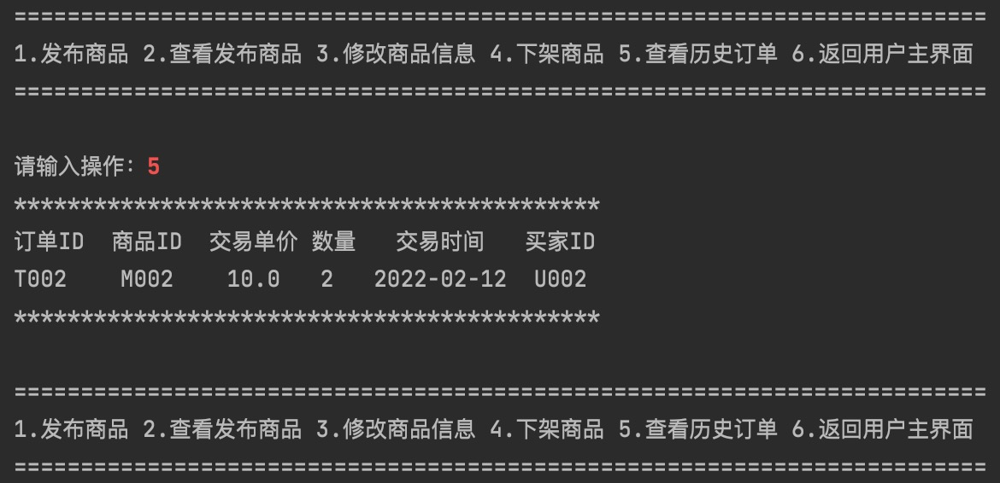 =========================================================================
1.发布商品 2.查看发布商品 3.修改商品信息 4.下架商品 5.查看历史订单 6.返回用户主界面
=========================================================================
请输入操作：5
********************************************
订单ID 商品ID 交易单价 数量 交易时间 买家ID
T002 M002 10.0 2 2022-02-12 U002
********************************************
=========================================================================
1.发布商品 2.查看发布商品 3.修改商品信息 4.下架商品 5.查看历史订单 6.返回用户主界面
=========================================================================